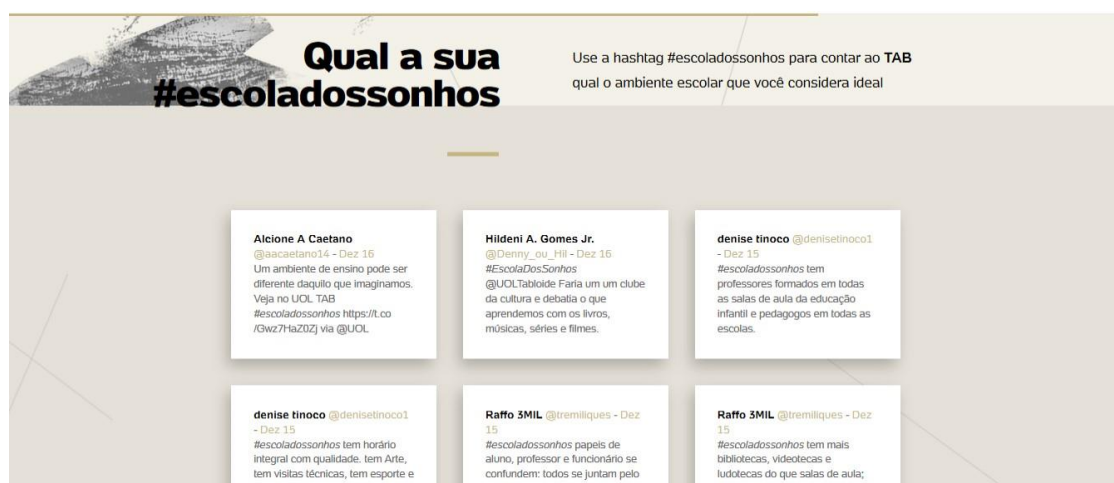 Qual a sua
#escoladossonhos
Use a hashtag #escoladossonhos para contar ao TAB
qual o ambiente escolar que você considera ideal
Alcione A Caetano
@aacaetano14 - Dez 16
Um ambiente de ensino pode ser
diferente daquilo que imaginamos.
Veja no UOL TAB
#escoladossonhos https://t.co
/Gwz7HaZ0Zj via @UOL
Hildeni A. Gomes Jr.
@Denny_ou_Hil - Dez 16
#EscolaDosSonhos
@UOLTabloide Faria um um clube
da cultura e debatia o que
aprendemos com os livros,
músicas, séries e filmes.
denise tinoco @denisetinoco1
- Dez 15
#escoladossonhos tem
professores formados em todas
as salas de aula da educação
infantil e pedagogos em todas as
escolas.
denise tinoco @denisetinoco1
- Dez 15
#escoladossonhos tem horário
integral com qualidade. tem Arte,
tem visitas técnicas, tem esporte e
Raffo 3MIL @tremiliques - Dez
15
#escoladossonhos papeis de
aluno, professor e funcionário se
confundem: todos se juntam pelo
Raffo 3MIL @tremiliques - Dez
15
#escoladossonhos tem mais
bibliotecas, videotecas e
ludotecas do que salas de aula;